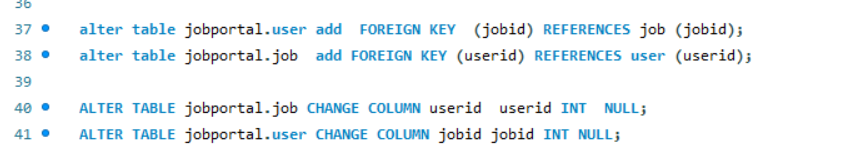 36
37 alter table jobportal.user add  FOREIGN KEY  (jobid) REFERENCES job (jobid);
38 alter table jobportal.job  add FOREIGN KEY (userid) REFERENCES user (userid);
39
40 ALTER TABLE jobportal.job CHANGE COLUMN userid  userid INT  NULL;
41 ALTER TABLE jobportal.user CHANGE COLUMN jobid jobid INT NULL;